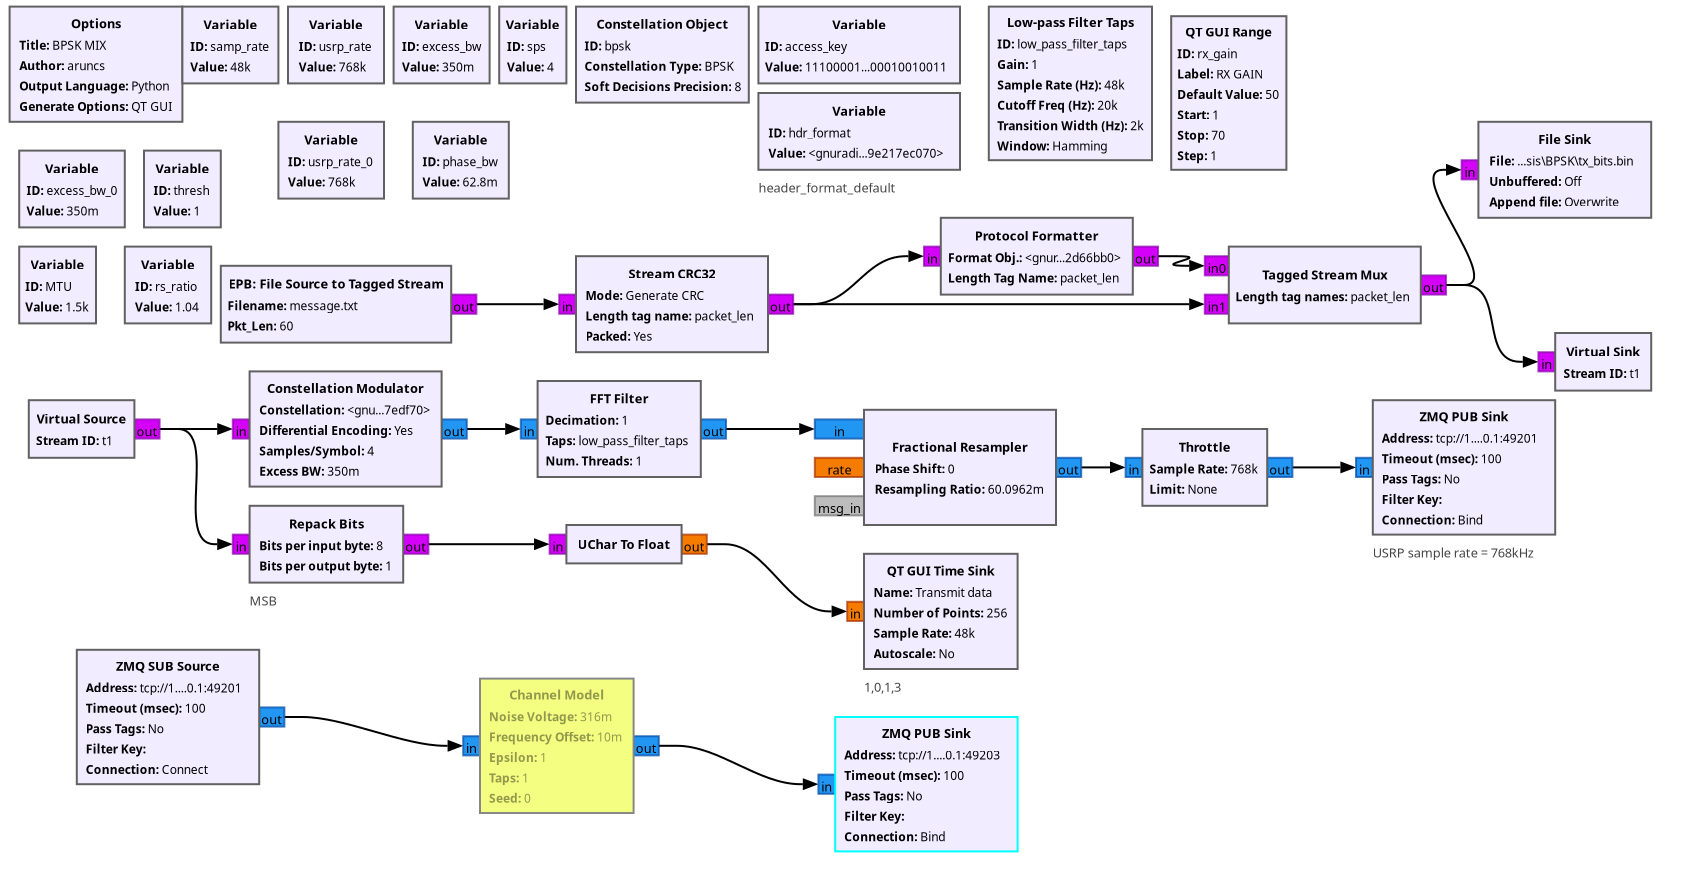 Options
Title: BPSK MIX
Author: aruncs
Output Language: Python
Generate Options: QT GUI
Variable
ID: samp_rate
Value: 48k
Variable
ID: usrp_rate
Value: 768k
Variable
ID: excess_bw
Value: 350m
Variable
ID: sps
Value: 4
Constellation Object
ID: bpsk
Constellation Type: BPSK
Soft Decisions Precision: 8
Variable
ID: access_key
Value: 11100001...00010010011
Variable
ID: hdr_format
Value: <gnuradi...9e217ec070>
header_format_default
Low-pass Filter Taps
ID: low_pass_filter_taps
Gain: 1
Sample Rate (Hz): 48k
Cutoff Freq (Hz): 20k
Transition Width (Hz): 2k
Window: Hamming
QT GUI Range
ID: rx_gain
Label: RX GAIN
Default Value: 50
Start: 1
Stop: 70
Step: 1
Variable
ID: excess_bw_0
Value: 350m
Variable
ID: thresh
Value: 1
Variable
ID: usrp_rate_0
Value: 768k
Variable
ID: phase_bw
Value: 62.8m
File Sink
File: ...sis\BPSK\tx_bits.bin
Unbuffered: Off
Append file: Overwrite
in
Variable
ID: MTU
Value: 1.5k
Variable
ID: rs_ratio
Value: 1.04
EPB: File Source to Tagged Stream
Filename: message.txt
Pkt_Len: 60
out
in
Stream CRC32
Mode: Generate CRC
Length tag name: packet_len
Packed: Yes
out
in
Protocol Formatter
Format Obj.: <gnur...2d66bb0>
Length Tag Name: packet_len
out
in0
in1
Tagged Stream Mux
Length tag names: packet_len
out
in
Virtual Sink
Stream ID: t1
Virtual Source
Stream ID: t1
out
in
Constellation Modulator
Constellation: <gnu...7edf70>
Differential Encoding: Yes
Samples/Symbol: 4
Excess BW: 350m
out
in
FFT Filter
Decimation: 1
Taps: low_pass_filter_taps
Num. Threads: 1
out
in
rate
msg_in
Fractional Resampler
Phase Shift: 0
Resampling Ratio: 60.0962m
out
in
Throttle
Sample Rate: 768k
Limit: None
out
in
ZMQ PUB Sink
Address: tcp://1....0.1:49201
Timeout (msec): 100
Pass Tags: No
Filter Key:
Connection: Bind
USRP sample rate = 768kHz
in
Repack Bits
Bits per input byte: 8
Bits per output byte: 1
out
MSB
in
UChar To Float
out
in
QT GUI Time Sink
Name: Transmit data
Number of Points: 256
Sample Rate: 48k
Autoscale: No
1,0,1,3
ZMQ SUB Source
Address: tcp://1....0.1:49201
Timeout (msec): 100
Pass Tags: No
Filter Key:
Connection: Connect
out
in
Channel Model
Noise Voltage: 316m
Frequency Offset: 10m
Epsilon: 1
Taps: 1
Seed: 0
out
in
ZMQ PUB Sink
Address: tcp://1....0.1:49203
Timeout (msec): 100
Pass Tags: No
Filter Key:
Connection: Bind